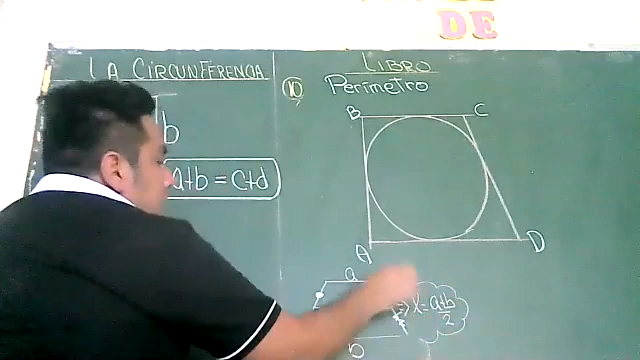 DE
LA CIRCUNFERENCIA
b
a+b = c+d
LIBRO
10
Perímetro
B C
A D
a
x = a+b/2
b